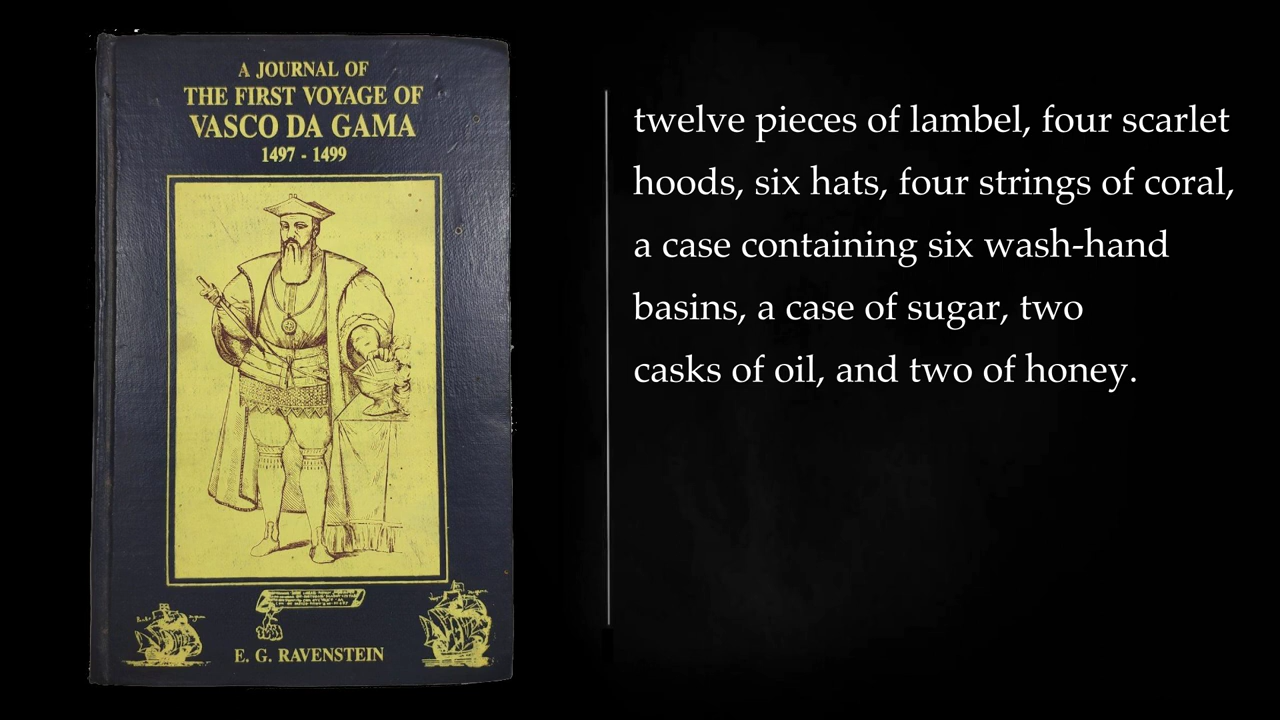 A JOURNAL OF
THE FIRST VOYAGE OF
VASCO DA GAMA
1497 - 1499
E. G. RAVENSTEIN
twelve pieces of lambel, four scarlet
hoods, six hats, four strings of coral,
a case containing six wash-hand
basins, a case of sugar, two
casks of oil, and two of honey.